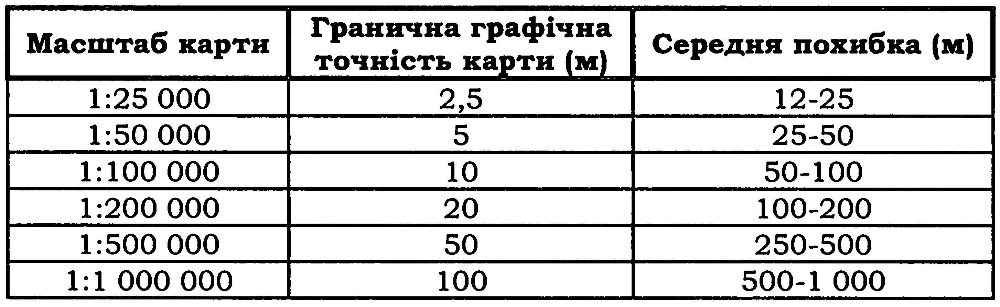 Масштаб карти
Гранична графічна
точність карти (м)
Середня похибка (м)
1:25 000 2,5 12-25
1:50 000 5 25-50
1:100 000 10 50-100
1:200 000 20 100-200
1:500 000 50 250-500
1:1 000 000 100 500-1 000